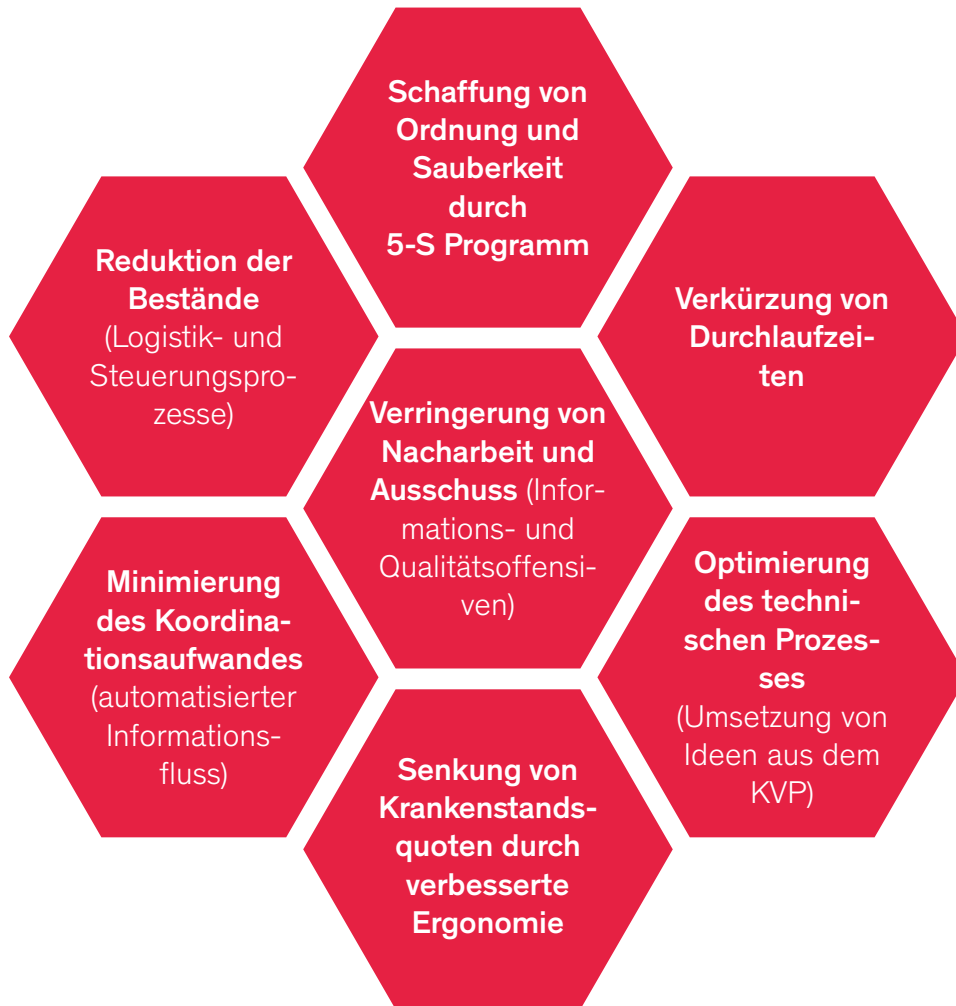 Schaffung von
Ordnung und
Sauberkeit
durch
5-S Programm
Reduktion der
Bestände
(Logistik- und
Steuerungspro-
zesse)
Verkürzung von
Durchlaufzei-
ten
Verringerung von
Nacharbeit und
Ausschuss (Infor-
mations- und
Qualitätsoffensi-
ven)
Minimierung
des Koordina-
tionsaufwandes
(automatisierter
Informations-
fluss)
Optimierung
des techni-
schen Prozes-
ses
(Umsetzung von
Ideen aus dem
KVP)
Senkung von
Krankenstands-
quoten durch
verbesserte
Ergonomie